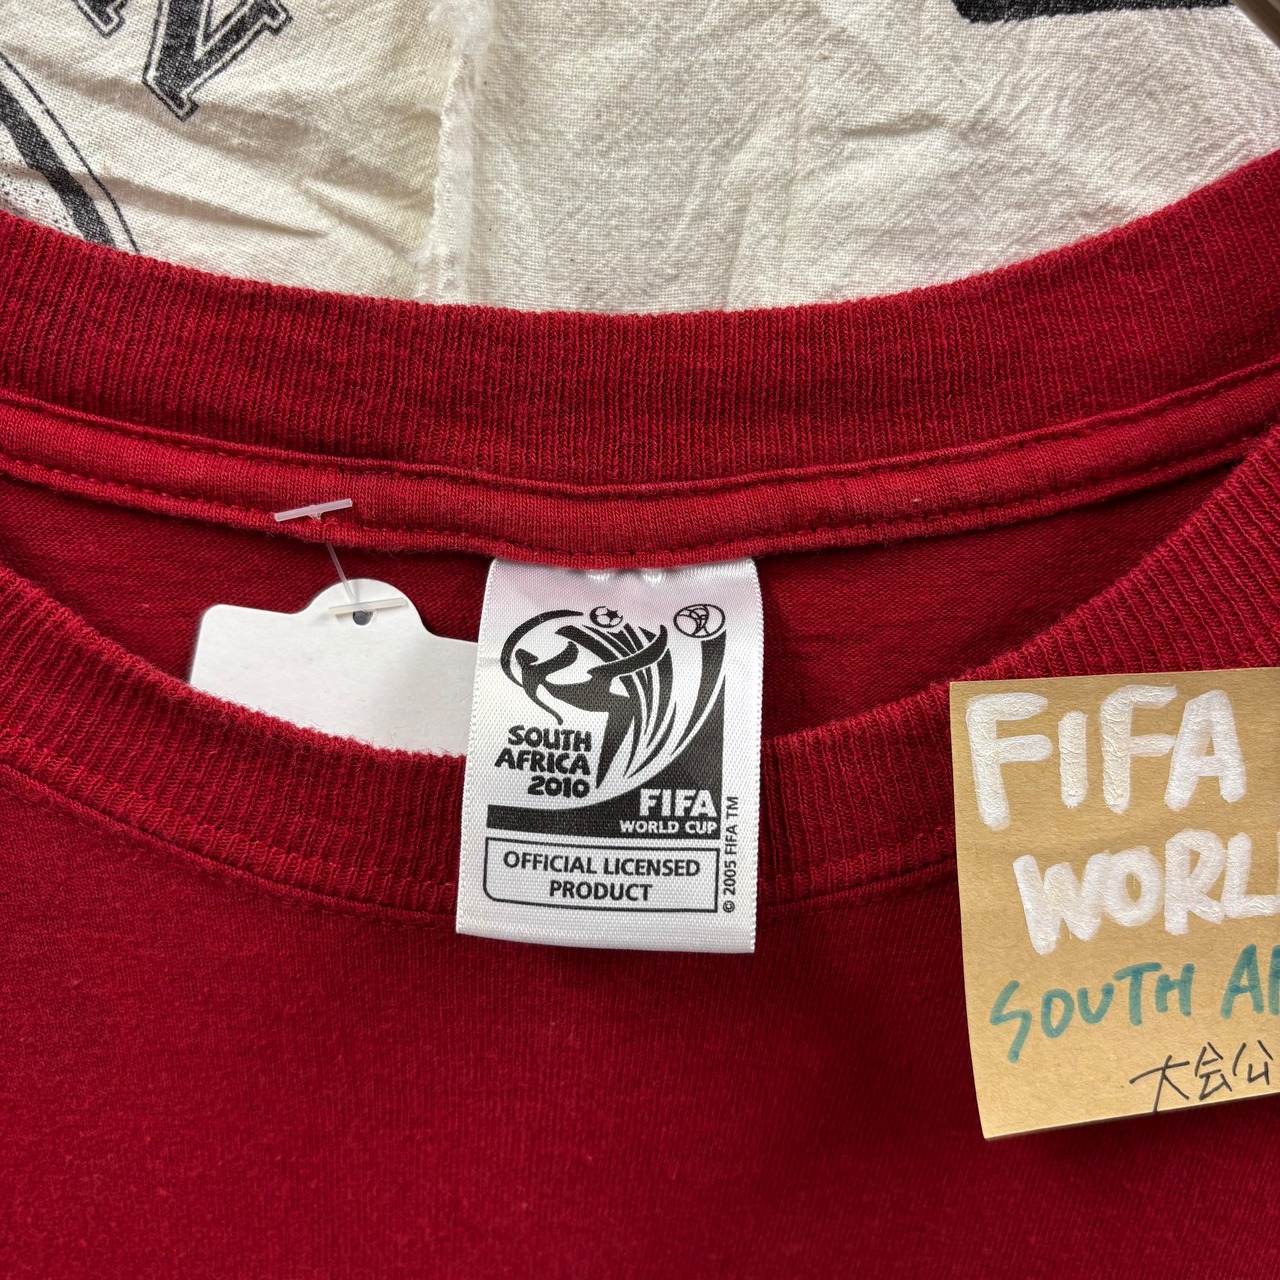 SOUTH
AFRICA
2010
FIFA
WORLD CUP
OFFICIAL LICENSED
PRODUCT
© 2005 FIFA TM
FIFA
WORL
SOUTH AF
大会公